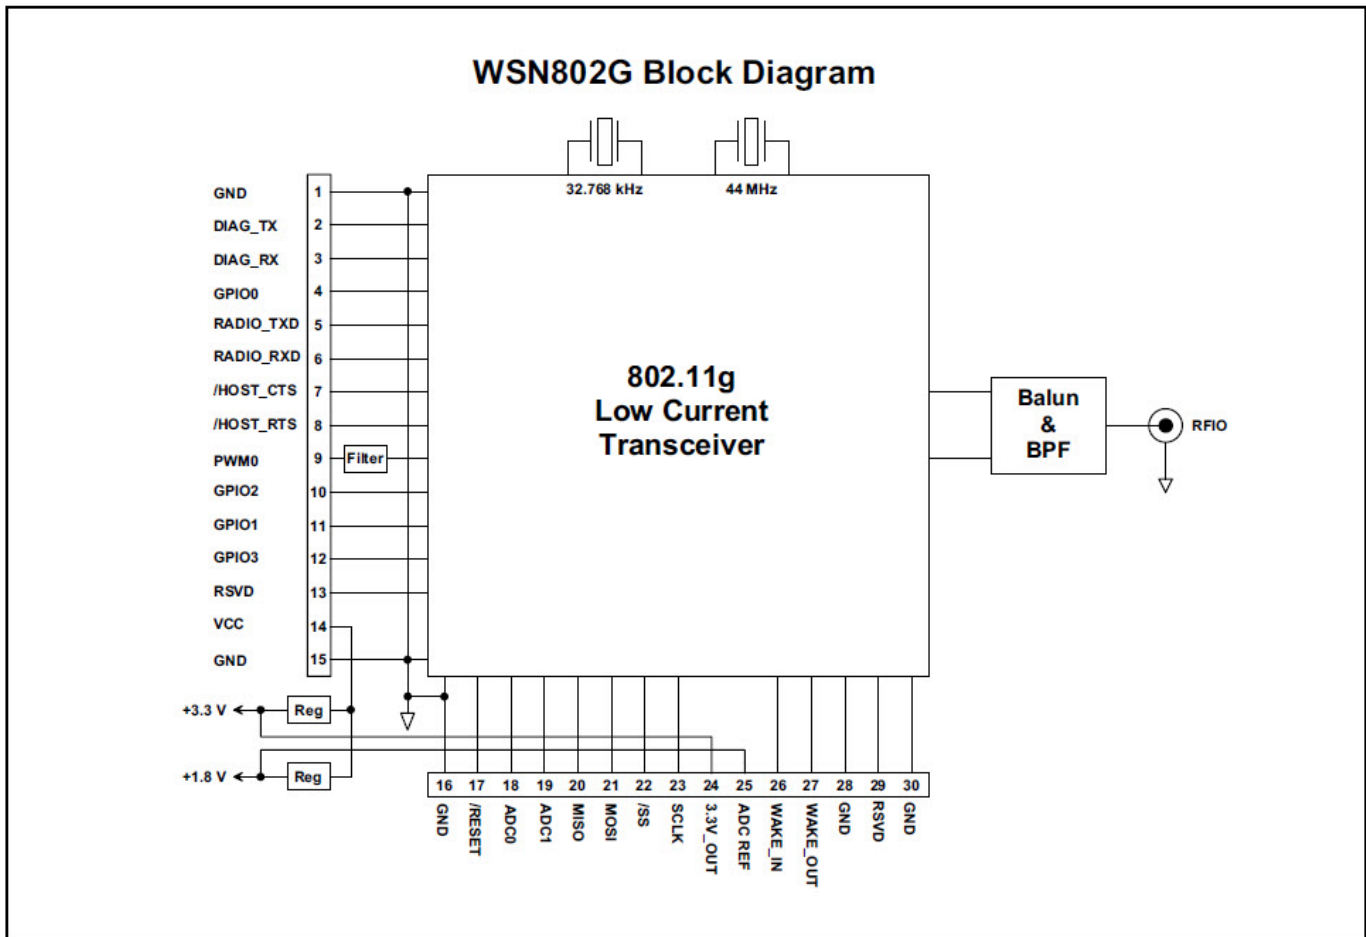 WSN802G Block Diagram
32.768 kHz
44 MHz
GND 1
DIAG_TX 2
DIAG_RX 3
GPIO0 4
RADIO_TXD 5
RADIO_RXD 6
/HOST_CTS 7
/HOST_RTS 8
PWM0 9 Filter
GPIO2 10
GPIO1 11
GPIO3 12
RSVD 13
VCC 14
GND 15
802.11g
Low Current
Transceiver
Balun
&
BPF
RFIO
+3.3 V Reg
+1.8 V Reg
16 17 18 19 20 21 22 23 24 25 26 27 28 29 30
GND
/RESET
ADC0
ADC1
MISO
MOSI
/SS
SCLK
3.3V_OUT
ADC REF
WAKE_IN
WAKE_OUT
GND
RSVD
GND